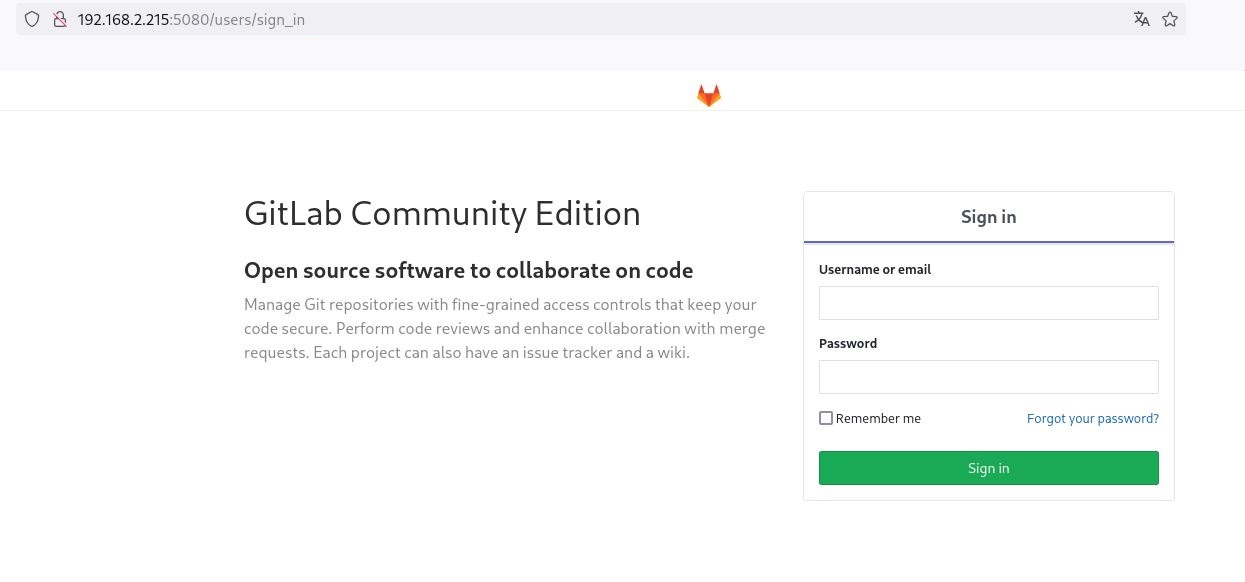 192.168.2.215:5080/users/sign_in
GitLab Community Edition
Open source software to collaborate on code
Manage Git repositories with fine-grained access controls that keep your
code secure. Perform code reviews and enhance collaboration with merge
requests. Each project can also have an issue tracker and a wiki.
Sign in
Username or email
Password
Remember me
Forgot your password?
Sign in